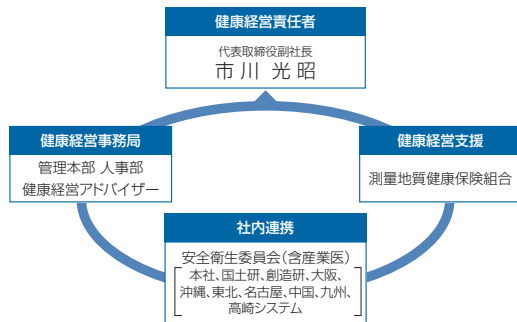 健康経営責任者
代表取締役副社長
市川 光昭
健康経営事務局
管理本部 人事部
健康経営アドバイザー
健康経営支援
測量地質健康保険組合
社内連携
安全衛生委員会(含産業医)
本社、国土研、創造研、大阪、
沖縄、東北、名古屋、中国、九州、
高崎システム